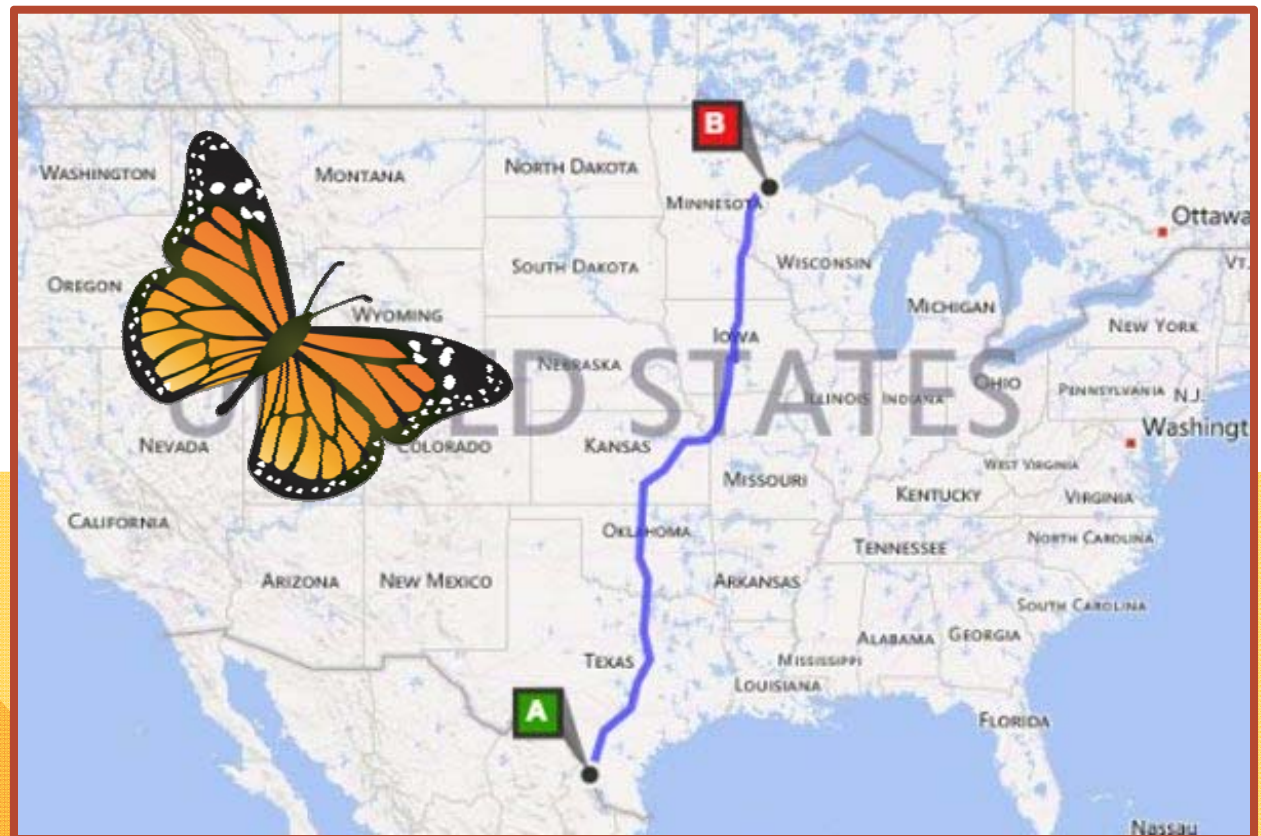 B
WASHINGTON
MONTANA
NORTH DAKOTA
MINNESOTA
Ottawa
OREGON
SOUTH DAKOTA
WISCONSIN
VT.
WYOMING
MICHIGAN
NEW YORK
IOWA
NEBRASKA
UNITED STATES
OHIO
PENNSYLVANIA
N.J.
ILLINOIS
INDIANA
NEVADA
COLORADO
KANSAS
Washingt
MISSOURI
WEST VIRGINIA
KENTUCKY
VIRGINIA
CALIFORNIA
OKLAHOMA
TENNESSEE
NORTH CAROLINA
ARIZONA
NEW MEXICO
ARKANSAS
SOUTH CAROLINA
ALABAMA
GEORGIA
TEXAS
MISSISSIPPI
LOUISIANA
A
FLORIDA
Nassau